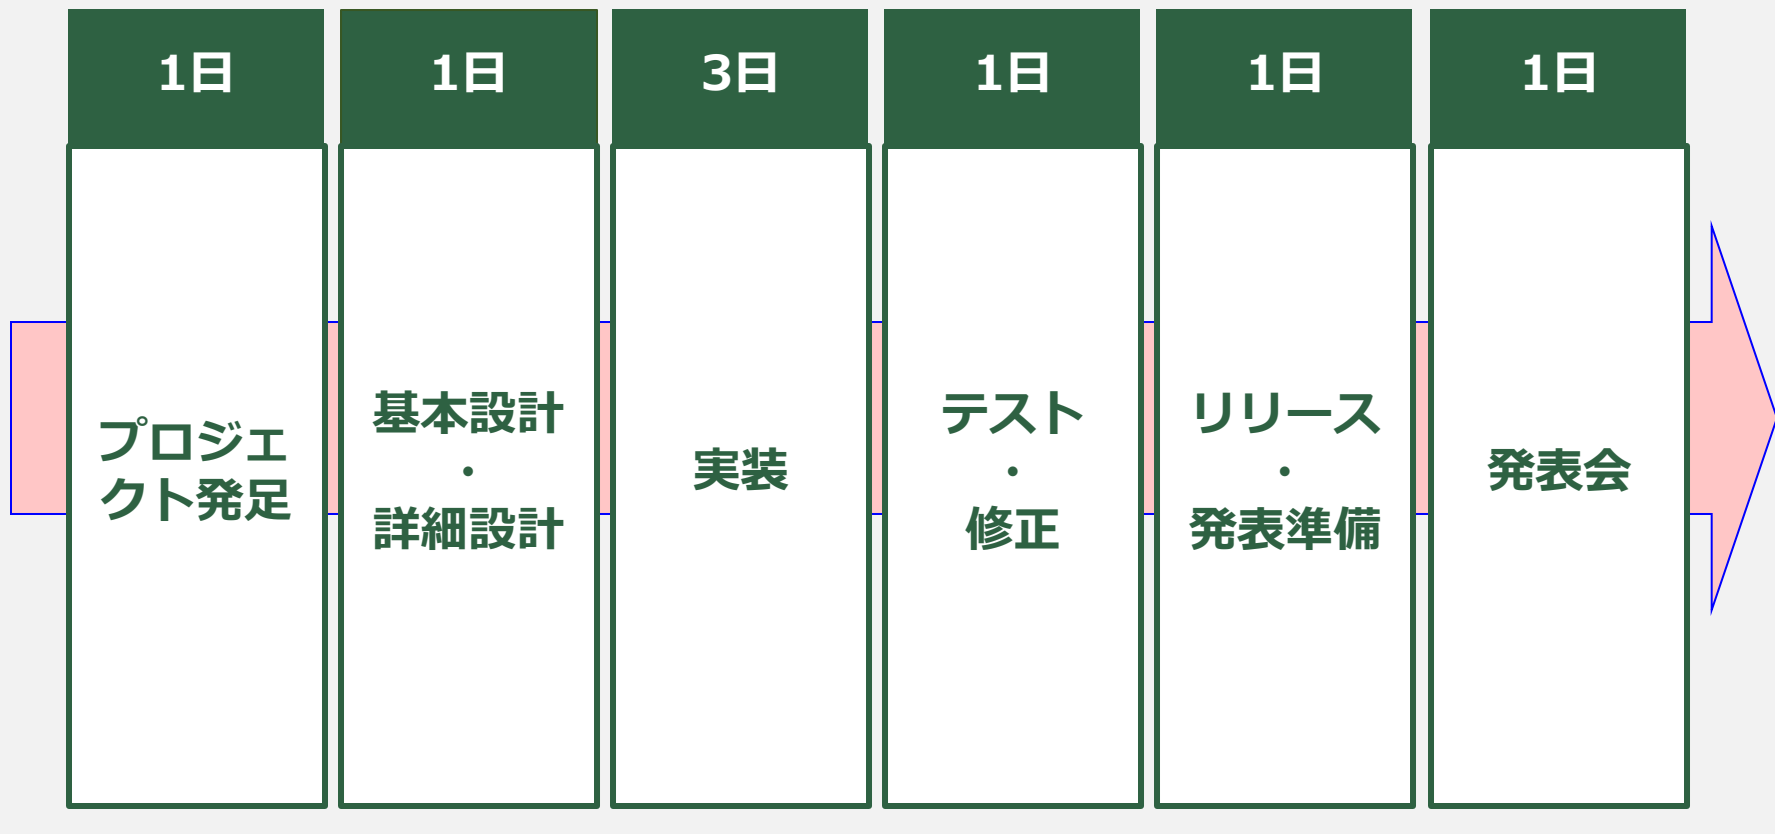 1日
プロジェ
クト発足
1日
基本設計
・
詳細設計
3日
実装
1日
テスト
・
修正
1日
リリース
・
発表準備
1日
発表会